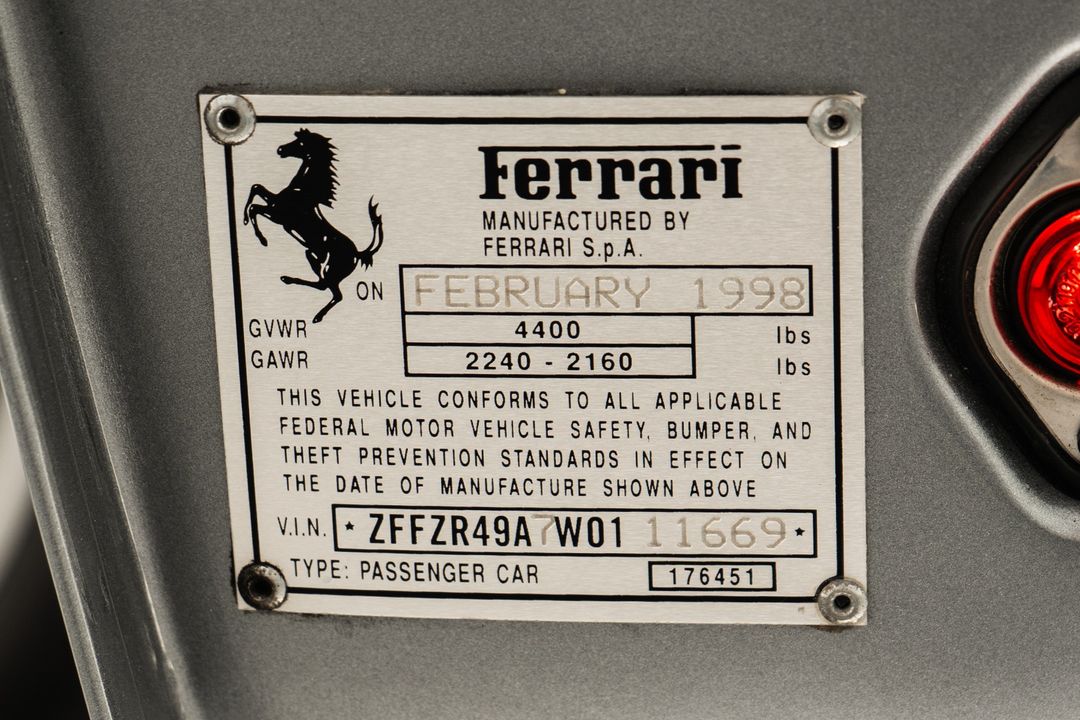 Ferrari
MANUFACTURED BY
FERRARI S.p.A.
ON FEBRUARY 1998
GVWR 4400 lbs
GAWR 2240 - 2160 lbs
THIS VEHICLE CONFORMS TO ALL APPLICABLE
FEDERAL MOTOR VEHICLE SAFETY, BUMPER, AND
THEFT PREVENTION STANDARDS IN EFFECT ON
THE DATE OF MANUFACTURE SHOWN ABOVE
V.I.N. * ZFFZR49A7W01 11669 *
TYPE: PASSENGER CAR 176451